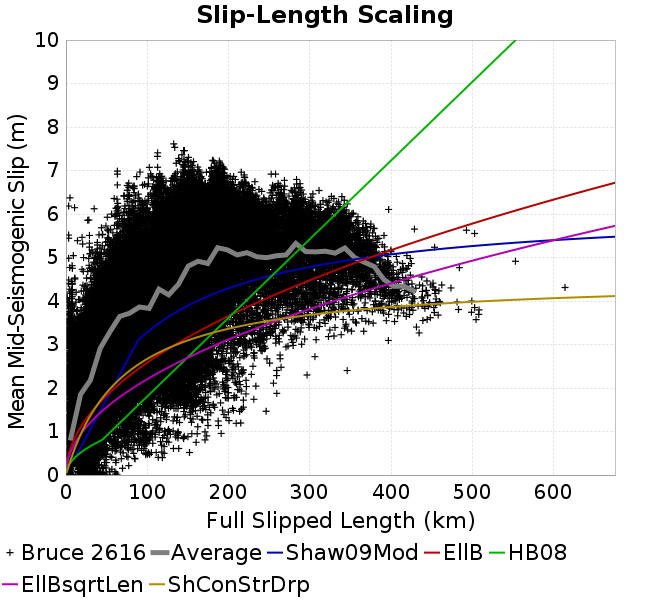 Slip-Length Scaling
Mean Mid-Seismogenic Slip (m)
10
9
8
7
6
5
4
3
2
1
0
0 100 200 300 400 500 600
Full Slipped Length (km)
Bruce 2616 Average Shaw09Mod EllB HB08
EllBsqrtLen ShConStrDrp